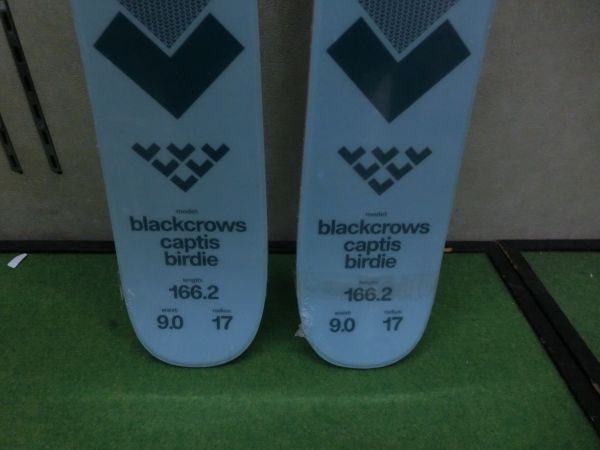 model:
blackcrows
captis
birdie
length:
166.2
waist: radius:
9.0 17
model:
blackcrows
captis
birdie
length:
166.2
waist: radius:
9.0 17